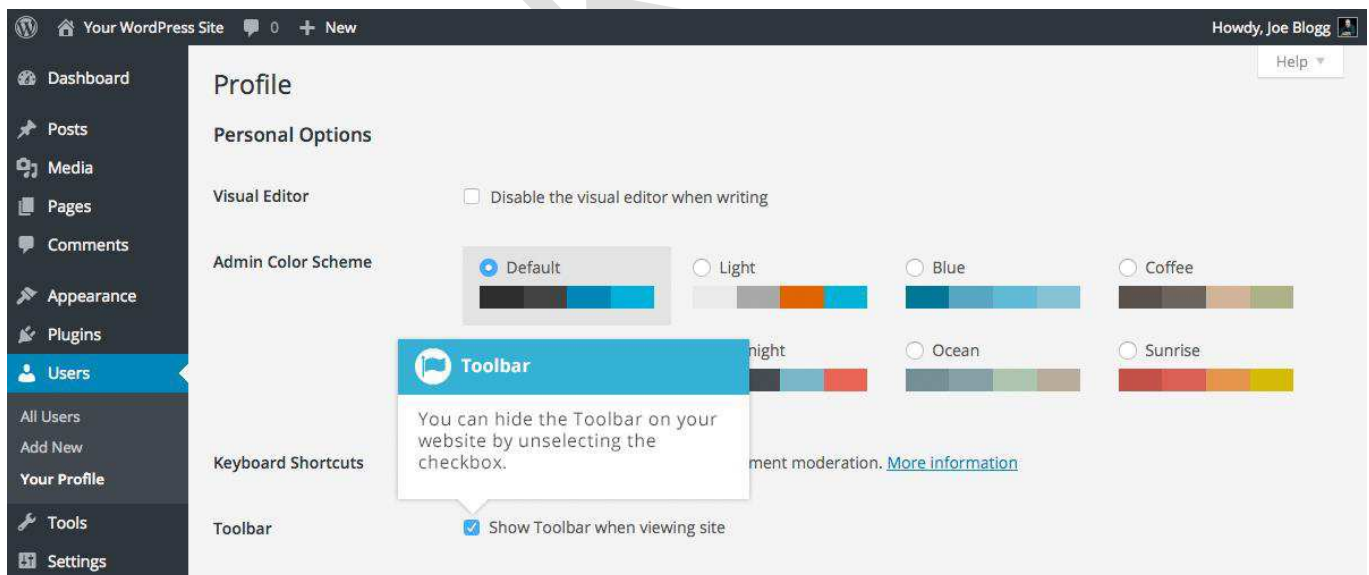 Your WordPress Site 0 + New Howdy, Joe Blogg
Help
Dashboard
Posts
Media
Pages
Comments
Appearance
Plugins
Users
All Users
Add New
Your Profile
Tools
Settings
Profile
Personal Options
Visual Editor Disable the visual editor when writing
Admin Color Scheme Default Light Blue Coffee
night Ocean Sunrise
Toolbar
You can hide the Toolbar on your
website by unselecting the
checkbox.
Keyboard Shortcuts ment moderation. More information
Toolbar Show Toolbar when viewing site